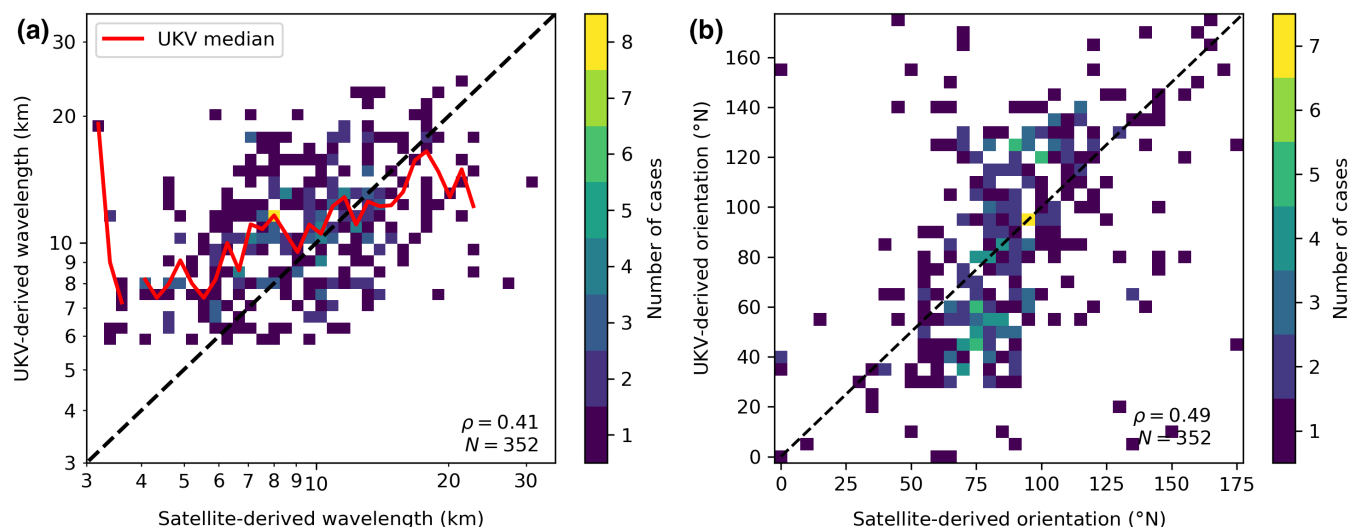 (a)
UKV median
30
20
10
9
8
7
6
5
4
3
UKV-derived wavelength (km)
3 4 5 6 7 8 9 10 20 30
Satellite-derived wavelength (km)
ρ = 0.41
N = 352
8
7
6
5
4
3
2
1
Number of cases
(b)
160
140
120
100
80
60
40
20
0
UKV-derived orientation (°N)
0 25 50 75 100 125 150 175
Satellite-derived orientation (°N)
ρ = 0.49
N = 352
7
6
5
4
3
2
1
Number of cases